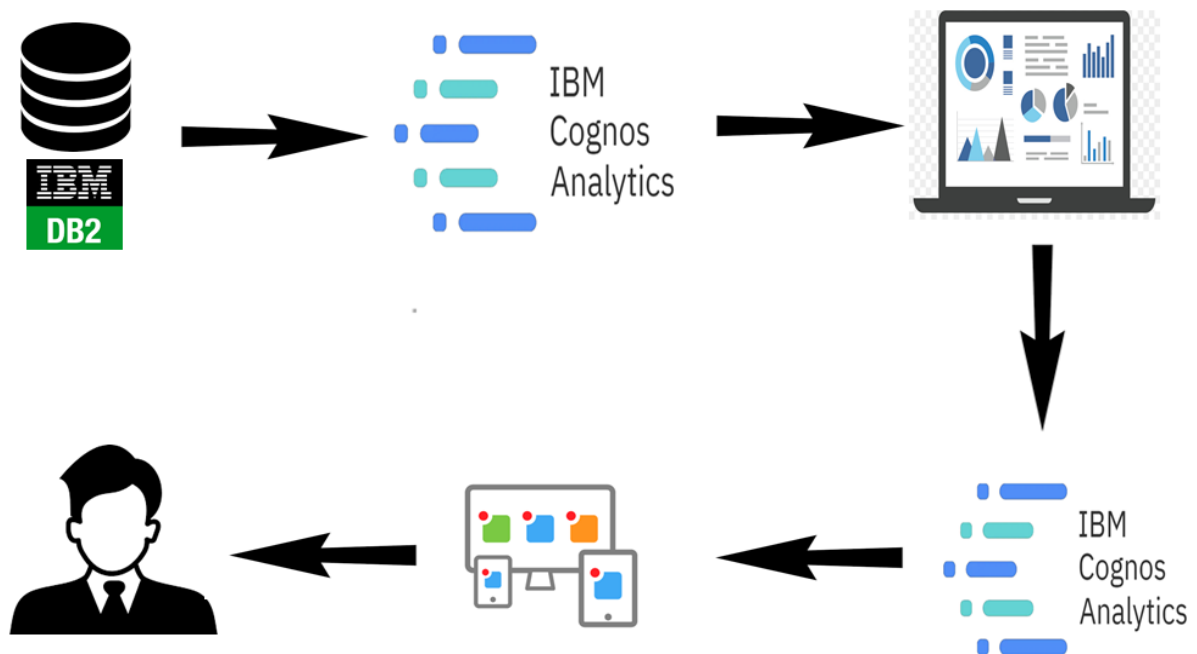 IBM
Cognos
Analytics
IBM
DB2
IBM
Cognos
Analytics